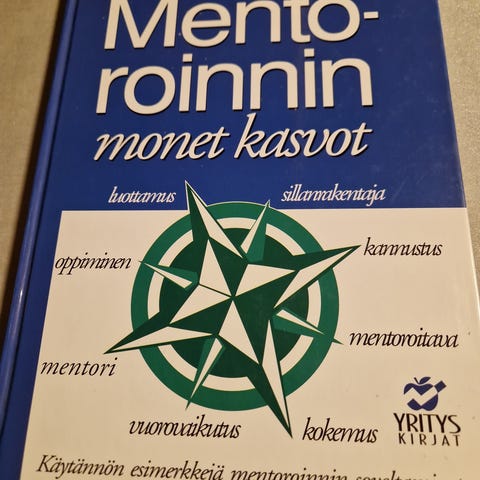 Mento-
roinnin
monet kasvot
luottamus
sillanrakentaja
oppiminen
kannustus
mentoroitava
mentori
vuorovaikutus
kokemus
YRITYS
KIRJAT
Käytännön esimerkkejä mentoroinnin